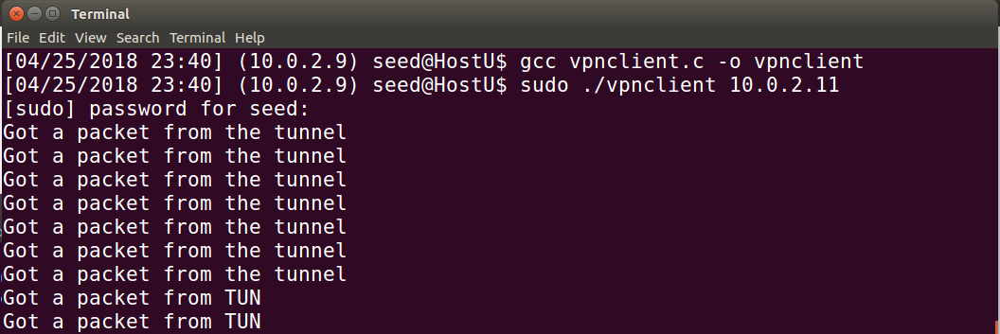 Terminal
File Edit View Search Terminal Help
[04/25/2018 23:40] (10.0.2.9) seed@HostU$ gcc vpnclient.c -o vpnclient
[04/25/2018 23:40] (10.0.2.9) seed@HostU$ sudo ./vpnclient 10.0.2.11
[sudo] password for seed:
Got a packet from the tunnel
Got a packet from the tunnel
Got a packet from the tunnel
Got a packet from the tunnel
Got a packet from the tunnel
Got a packet from the tunnel
Got a packet from the tunnel
Got a packet from TUN
Got a packet from TUN